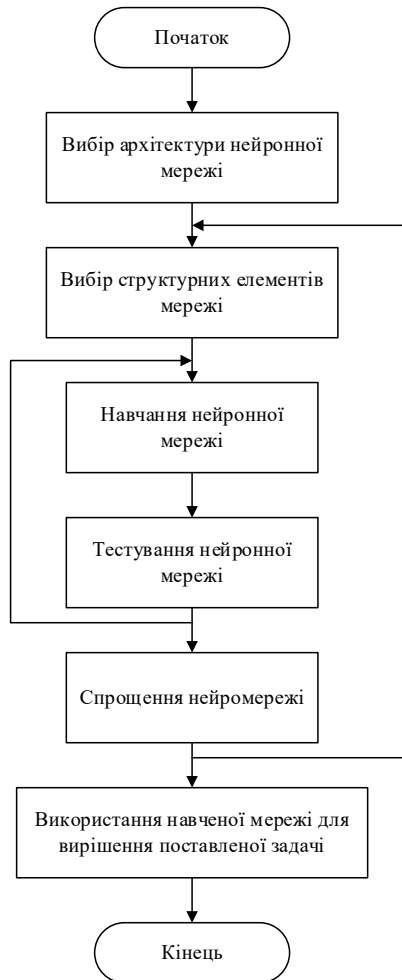 Початок
Вибір архітектури нейронної
мережі
Вибір структурних елементів
мережі
Навчання нейронної
мережі
Тестування нейронної
мережі
Спрощення нейромережі
Використання навченої мережі для
вирішення поставленої задачі
Кінець